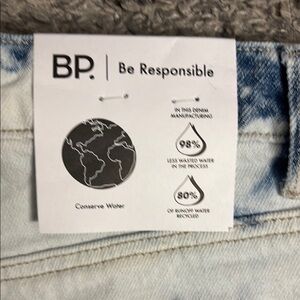 BP. | Be Responsible
IN THIS DENIM
MANUFACTURING
98%
LESS WASTED WATER
IN THE PROCESS
80%
OF RUNOFF WATER
RECYCLED
Conserve Water